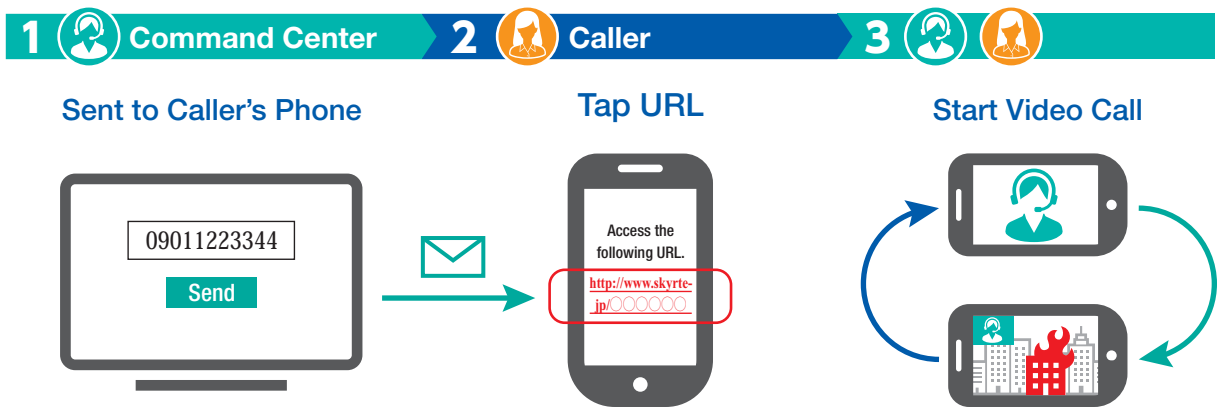 1 Command Center
2 Caller
3
Sent to Caller's Phone
Tap URL
Start Video Call
09011223344
Send
Access the
following URL.
http://www.skyrte-
jp/○○○○○○